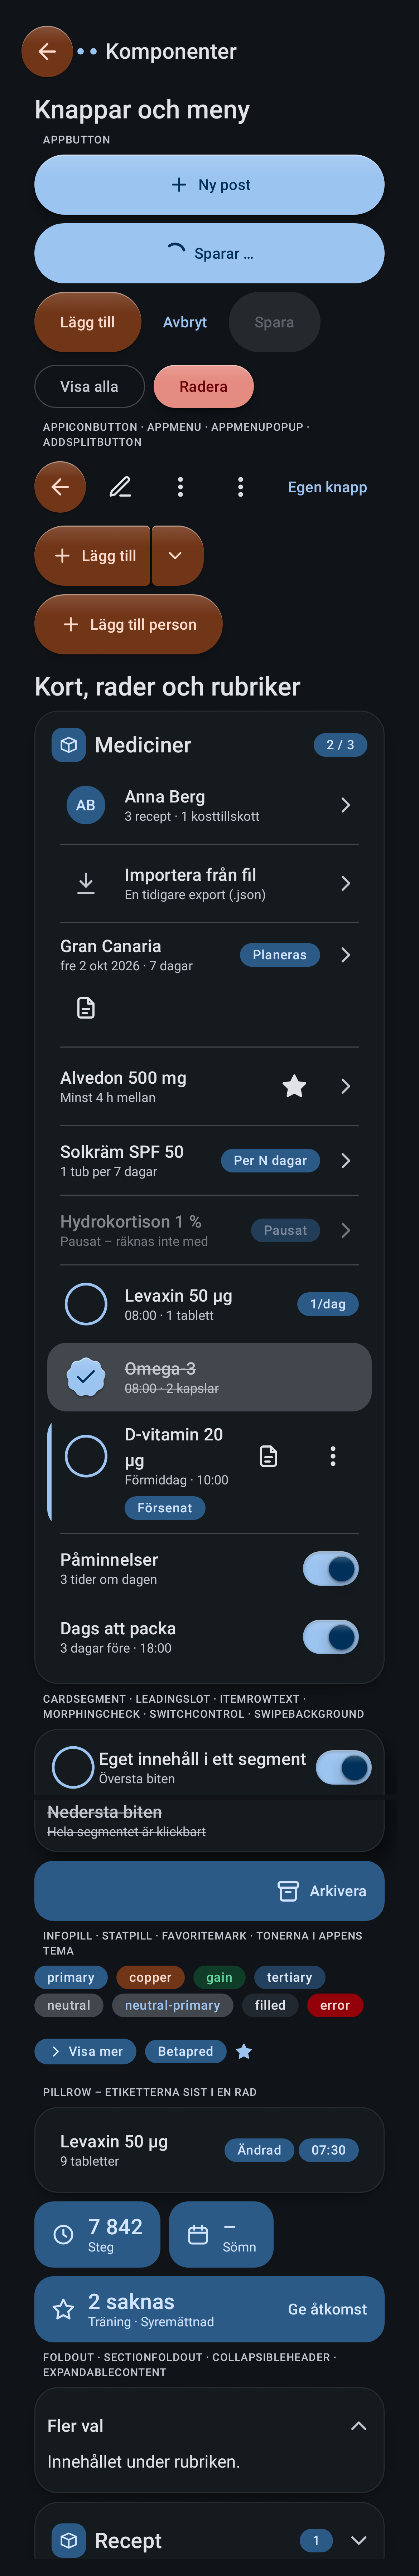 Komponenter
Knappar och meny
APPBUTTON
Ny post
Sparar ...
Lägg till
Avbryt
Spara
Visa alla
Radera
APPICONBUTTON · APPMENU · APPMENUPOPUP ·
ADDSPLITBUTTON
Egen knapp
Lägg till
Lägg till person
Kort, rader och rubriker
Mediciner
2 / 3
AB
Anna Berg
3 recept · 1 kosttillskott
Importera från fil
En tidigare export (.json)
Gran Canaria
fre 2 okt 2026 · 7 dagar
Planeras
Alvedon 500 mg
Minst 4 h mellan
Solkräm SPF 50
1 tub per 7 dagar
Per N dagar
Hydrokortison 1 %
Pausat – räknas inte med
Pausat
Levaxin 50 µg
08:00 · 1 tablett
1/dag
Omega-3
08:00 · 2 kapslar
D-vitamin 20
µg
Förmiddag · 10:00
Försenat
Påminnelser
3 tider om dagen
Dags att packa
3 dagar före · 18:00
CARDSEGMENT · LEADINGSLOT · ITEMROWTEXT ·
MORPHINGCHECK · SWITCHCONTROL · SWIPEBACKGROUND
Eget innehåll i ett segment
Översta biten
Nedersta biten
Hela segmentet är klickbart
Arkivera
INFOPILL · STATPILL · FAVORITEMARK · TONERNA I APPENS
TEMA
primary
copper
gain
tertiary
neutral
neutral-primary
filled
error
Visa mer
Betapred
PILLROW – ETIKETTERNA SIST I EN RAD
Levaxin 50 µg
9 tabletter
Ändrad
07:30
7 842
Steg
–
Sömn
2 saknas
Träning · Syremättnad
Ge åtkomst
FOLDOUT · SECTIONFOLDOUT · COLLAPSIBLEHEADER ·
EXPANDABLECONTENT
Fler val
Innehållet under rubriken.
Recept
1